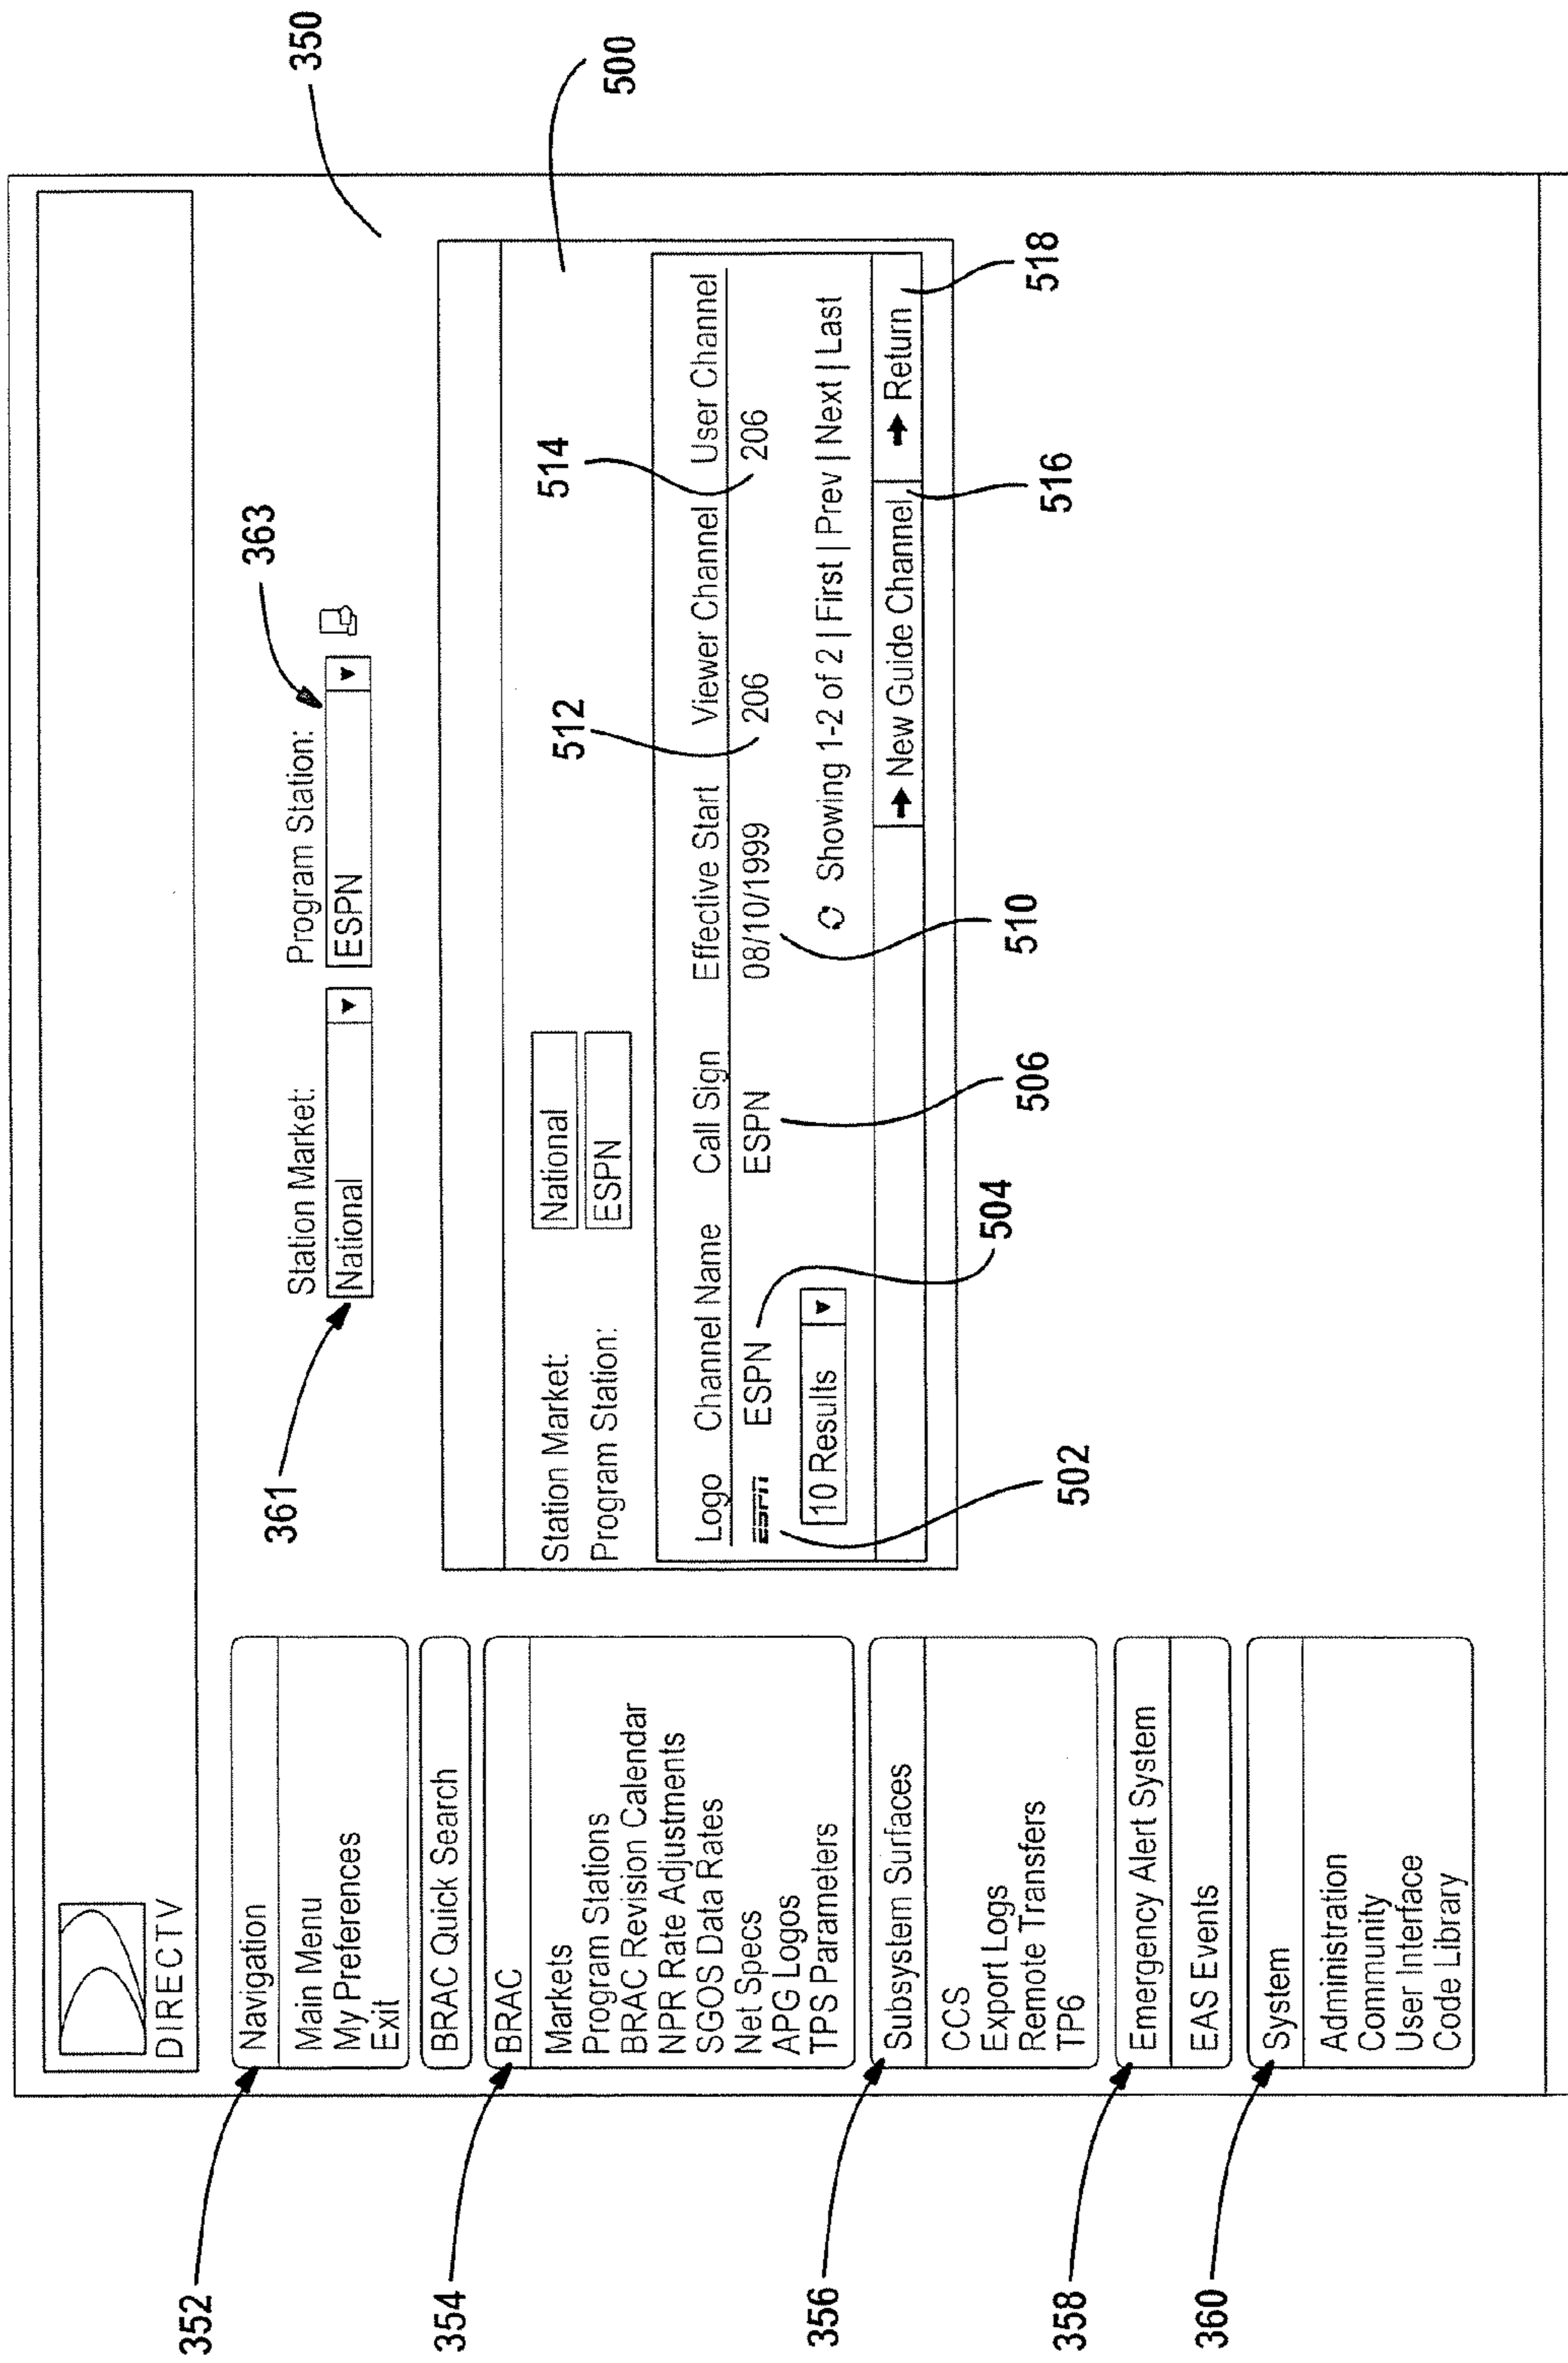 DIRECTV
352
Navigation
Main Menu
My Preferences
Exit
BRAC Quick Search
354
BRAC
Markets
Program Stations
BRAC Revision Calendar
NPR Rate Adjustments
SGOS Data Rates
Net Specs
APG Logos
TPS Parameters
356
Subsystem Surfaces
CCS
Export Logs
Remote Transfers
TP6
358
Emergency Alert System
EAS Events
360
System
Administration
Community
User Interface
Code Library
361
363
350
Station Market: Program Station:
National ESPN
500
Station Market: National
Program Station: ESPN
512
514
Logo Channel Name Call Sign Effective Start Viewer Channel User Channel
ESPN ESPN ESPN 08/10/1999 206 206
10 Results Showing 1-2 of 2 | First | Prev | Next | Last
New Guide Channel Return
502
504
506
510
516
518